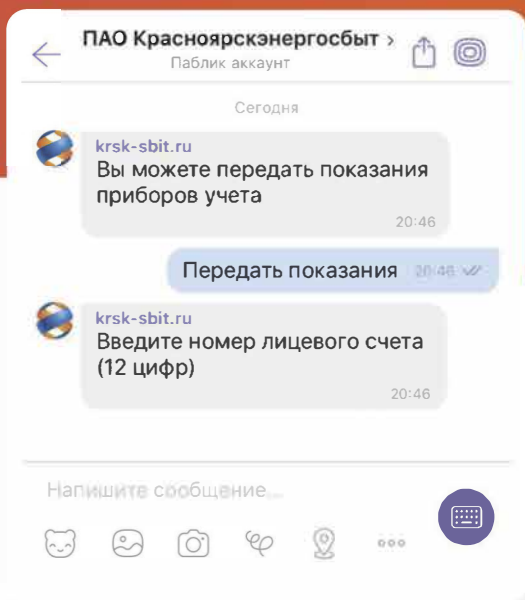 ПАО Красноярскэнергосбыт ›
Паблик аккаунт
Сегодня
krsk-sbit.ru
Вы можете передать показания
приборов учета
20:46
Передать показания 20:46
krsk-sbit.ru
Введите номер лицевого счета
(12 цифр)
20:46
Напишите сообщение...